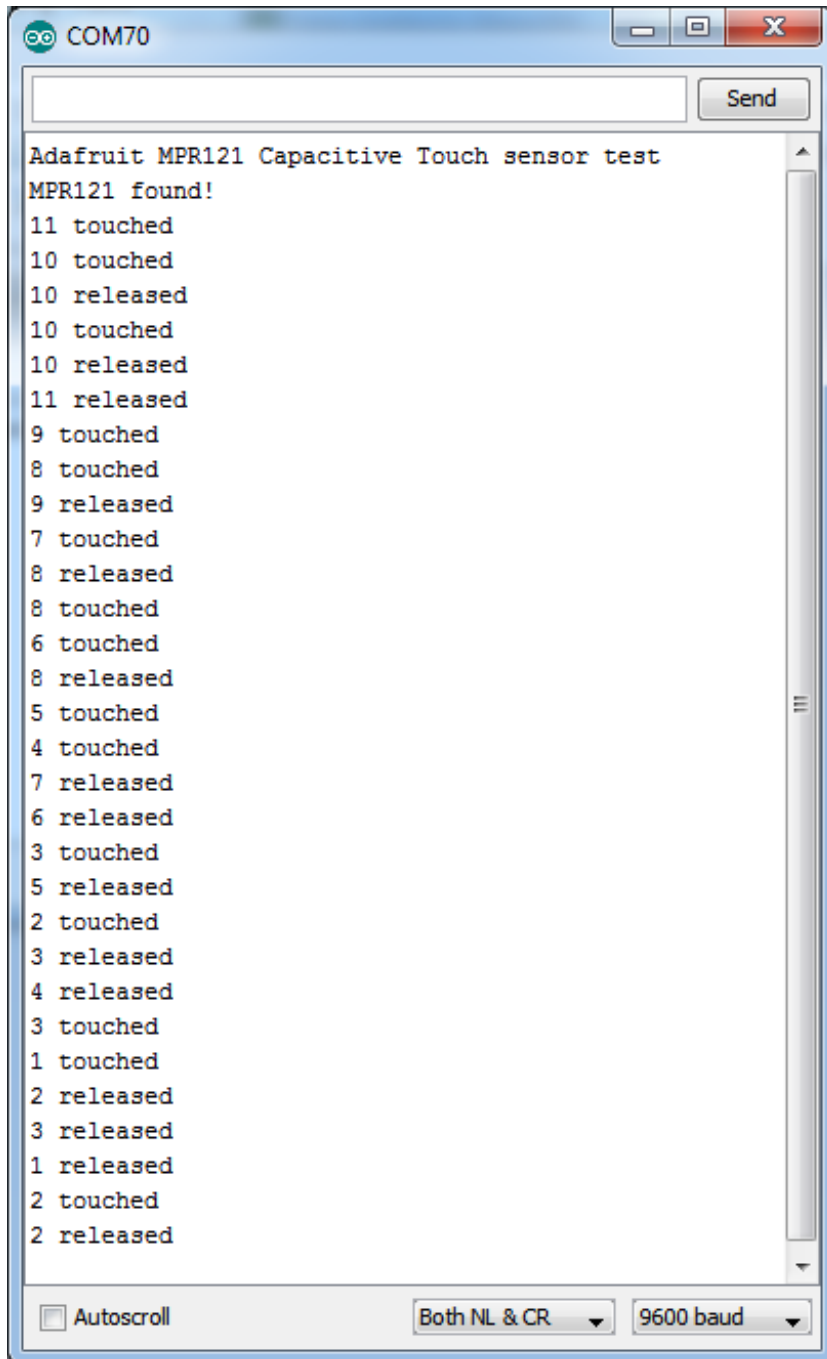 COM70
Send
Adafruit MPR121 Capacitive Touch sensor test
MPR121 found!
11 touched
10 touched
10 released
10 touched
10 released
11 released
9 touched
8 touched
9 released
7 touched
8 released
8 touched
6 touched
8 released
5 touched
4 touched
7 released
6 released
3 touched
5 released
2 touched
3 released
4 released
3 touched
1 touched
2 released
3 released
1 released
2 touched
2 released
Autoscroll Both NL & CR 9600 baud